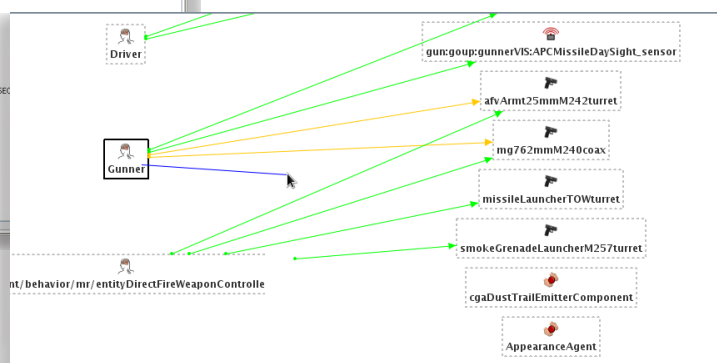 Driver
gun:goup:gunnerVIS:APCMissileDaySight_sensor
afvArmt25mmM242turret
Gunner
mg762mmM240coax
missileLauncherTOWturret
smokeGrenadeLauncherM257turret
nt/behavior/mr/entityDirectFireWeaponControlle
cgaDustTrailEmitterComponent
AppearanceAgent